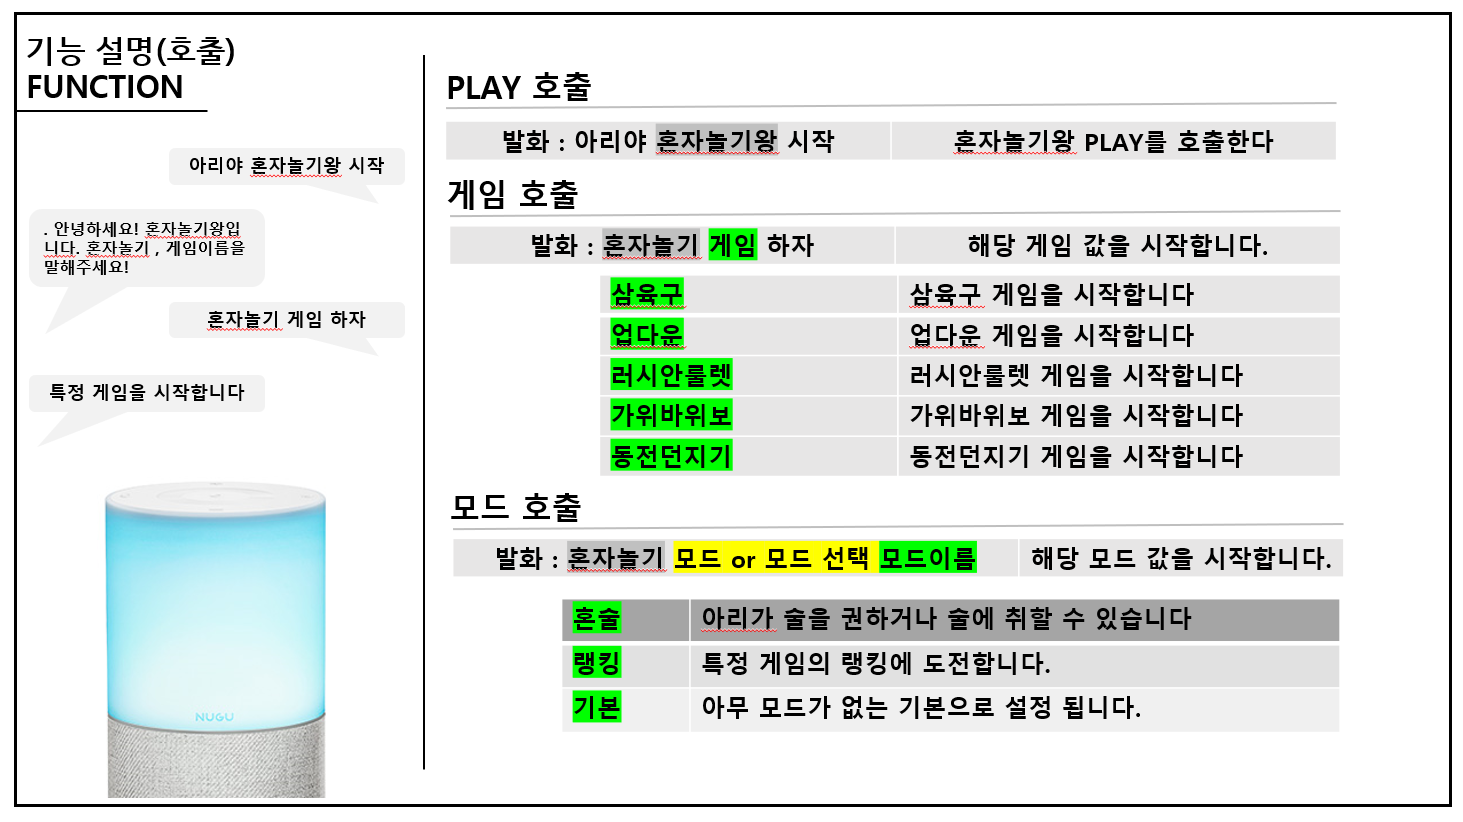 기능 설명(호출)
FUNCTION
아리야 혼자놀기왕 시작
. 안녕하세요! 혼자놀기왕입
니다. 혼자놀기 , 게임이름을
말해주세요!
혼자놀기 게임 하자
특정 게임을 시작합니다
NUGU
PLAY 호출
발화 : 아리야 혼자놀기왕 시작 혼자놀기왕 PLAY를 호출한다
게임 호출
발화 : 혼자놀기 게임 하자 해당 게임 값을 시작합니다.
삼육구 삼육구 게임을 시작합니다
업다운 업다운 게임을 시작합니다
러시안룰렛 러시안룰렛 게임을 시작합니다
가위바위보 가위바위보 게임을 시작합니다
동전던지기 동전던지기 게임을 시작합니다
모드 호출
발화 : 혼자놀기 모드 or 모드 선택 모드이름 해당 모드 값을 시작합니다.
혼술 아리가 술을 권하거나 술에 취할 수 있습니다
랭킹 특정 게임의 랭킹에 도전합니다.
기본 아무 모드가 없는 기본으로 설정 됩니다.